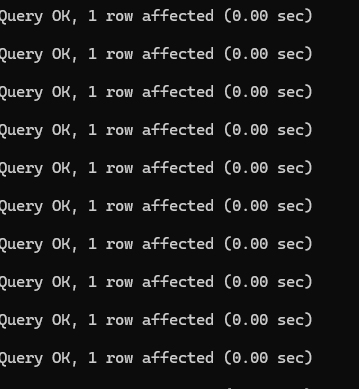 Query OK, 1 row affected (0.00 sec)
Query OK, 1 row affected (0.00 sec)
Query OK, 1 row affected (0.00 sec)
Query OK, 1 row affected (0.00 sec)
Query OK, 1 row affected (0.00 sec)
Query OK, 1 row affected (0.00 sec)
Query OK, 1 row affected (0.00 sec)
Query OK, 1 row affected (0.00 sec)
Query OK, 1 row affected (0.00 sec)
Query OK, 1 row affected (0.00 sec)